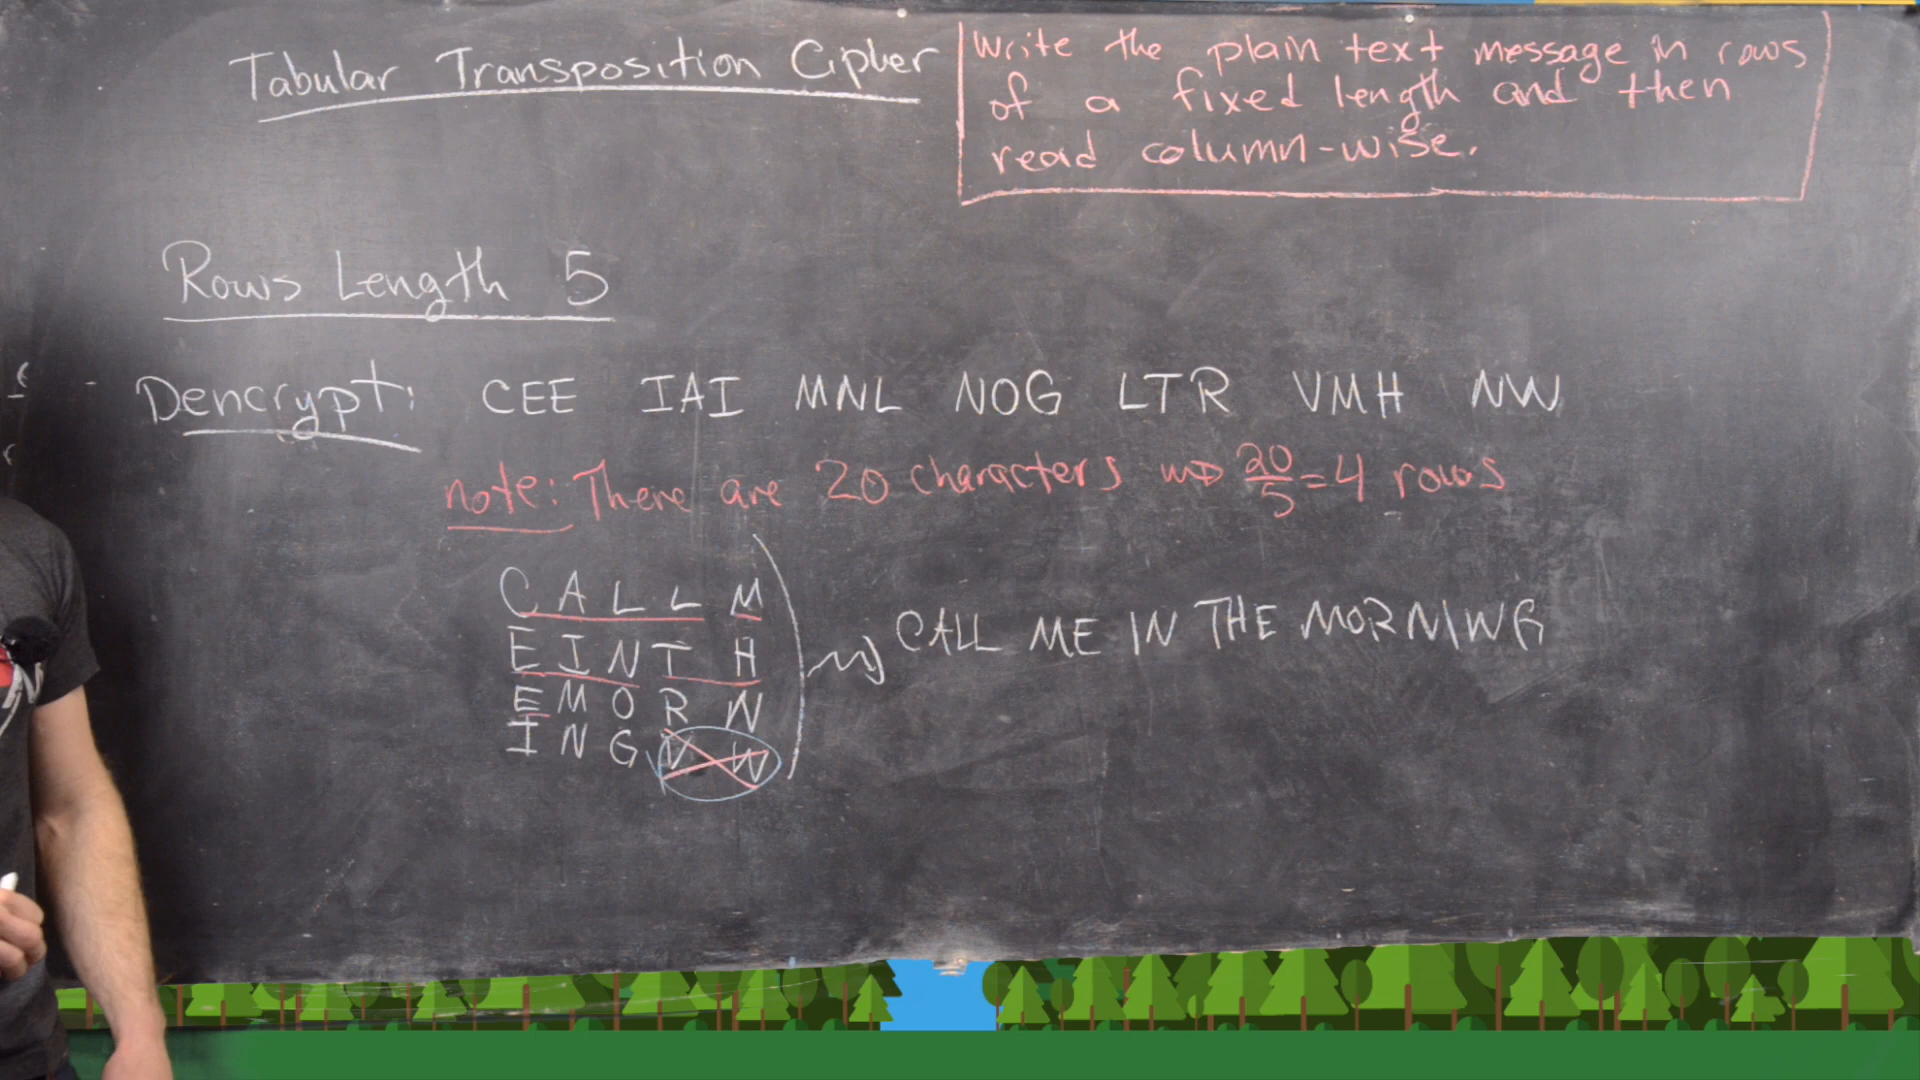 Tabular Transposition Cipher
Write the plain text message in rows
of a fixed length and then
read column-wise.
Rows Length 5
Dencrypt: CEE IAI MNL NOG LTR VMH NW
note: There are 20 characters ⇝ 20/5 = 4 rows
C A L L M
E I N T H
E M O R N
I N G N W
CALL ME IN THE MORNIWG